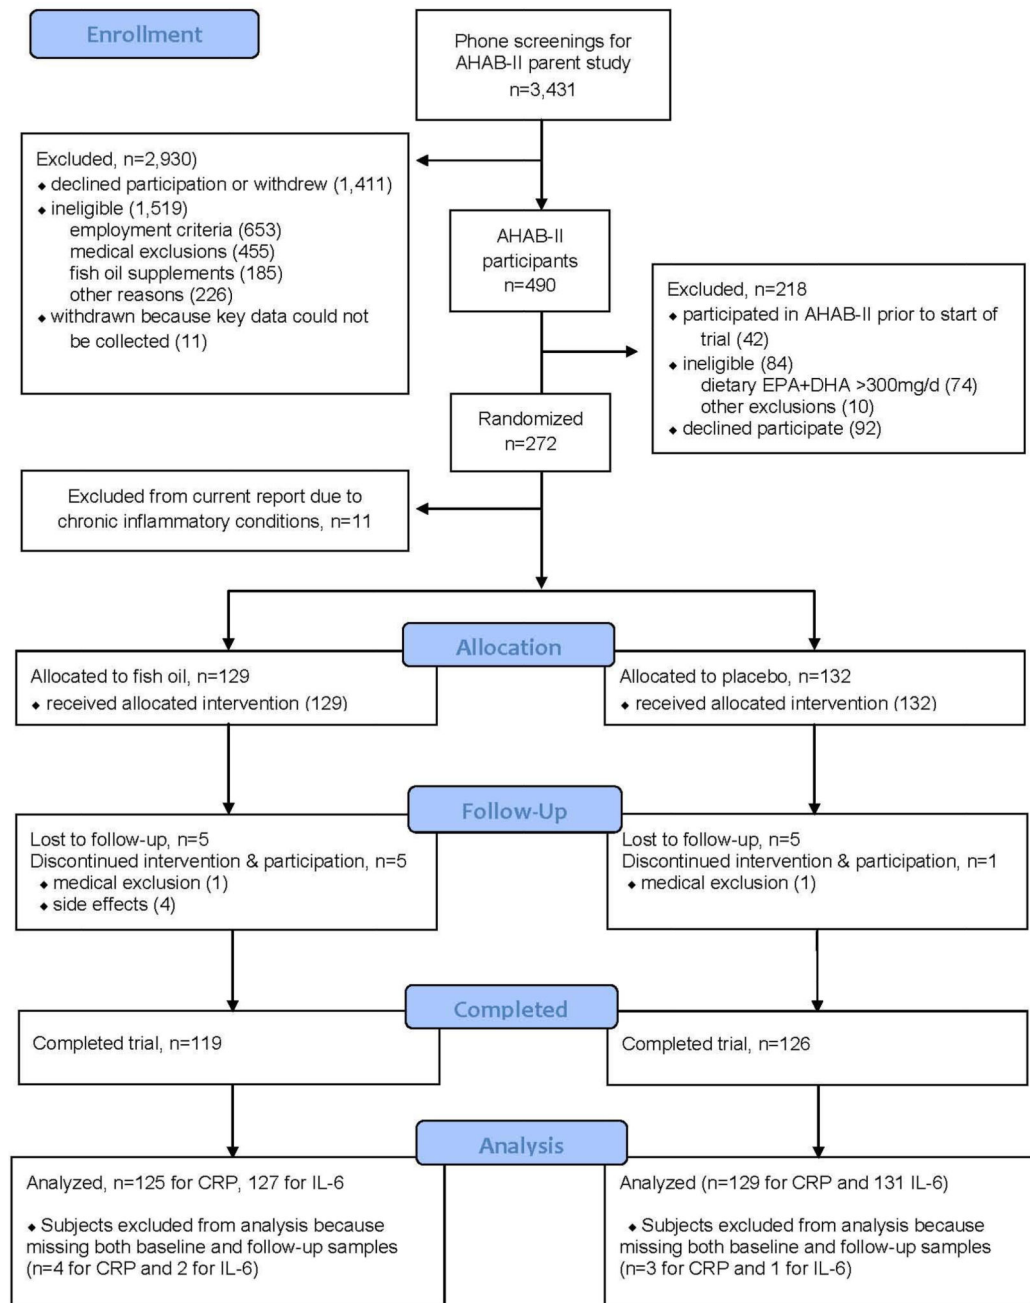 Enrollment
Phone screenings for
AHAB-II parent study
n=3,431
Excluded, n=2,930)
⬥ declined participation or withdrew (1,411)
⬥ ineligible (1,519)
employment criteria (653)
medical exclusions (455)
fish oil supplements (185)
other reasons (226)
⬥ withdrawn because key data could not
be collected (11)
AHAB-II
participants
n=490
Excluded, n=218
⬥ participated in AHAB-II prior to start of
trial (42)
⬥ ineligible (84)
dietary EPA+DHA >300mg/d (74)
other exclusions (10)
⬥ declined participate (92)
Randomized
n=272
Excluded from current report due to
chronic inflammatory conditions, n=11
Allocation
Allocated to fish oil, n=129
⬥ received allocated intervention (129)
Allocated to placebo, n=132
⬥ received allocated intervention (132)
Follow-Up
Lost to follow-up, n=5
Discontinued intervention & participation, n=5
⬥ medical exclusion (1)
⬥ side effects (4)
Lost to follow-up, n=5
Discontinued intervention & participation, n=1
⬥ medical exclusion (1)
Completed
Completed trial, n=119
Completed trial, n=126
Analysis
Analyzed, n=125 for CRP, 127 for IL-6
⬥ Subjects excluded from analysis because
missing both baseline and follow-up samples
(n=4 for CRP and 2 for IL-6)
Analyzed (n=129 for CRP and 131 IL-6)
⬥ Subjects excluded from analysis because
missing both baseline and follow-up samples
(n=3 for CRP and 1 for IL-6)